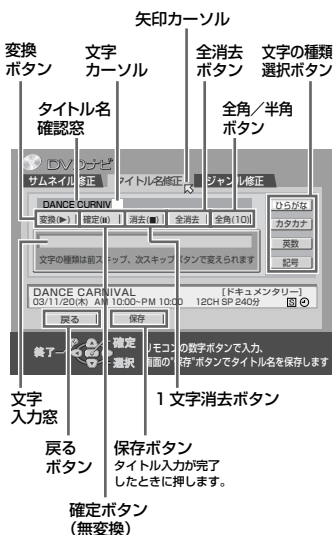 矢印カーソル
変換
ボタン
文字
カーソル
全消去
ボタン
文字の種類
選択ボタン
タイトル名
確認窓
全角／半角
ボタン
DVDナビ
サムネイル修正
タイトル名修正
ジャンル修正
DANCE CURNIV
変換(▶)
確定(II)
消去(■)
全消去
全角(10)
ひらがな
カタカナ
英数
記号
文字の種類は前スキップ、次スキップボタンで変えられます
DANCE CARNIVAL
[ドキュメンタリー]
03/11/20(木) AM 10:00~PM 10:00 12CH SP 240分 S
戻る
保存
終了
確定
選択
リモコンの数字ボタンで入力、
画面の"保存"ボタンでタイトル名を保存します
文字
入力窓
1文字消去ボタン
戻る
ボタン
保存ボタン
タイトル入力が完了
したときに押します。
確定ボタン
(無変換)